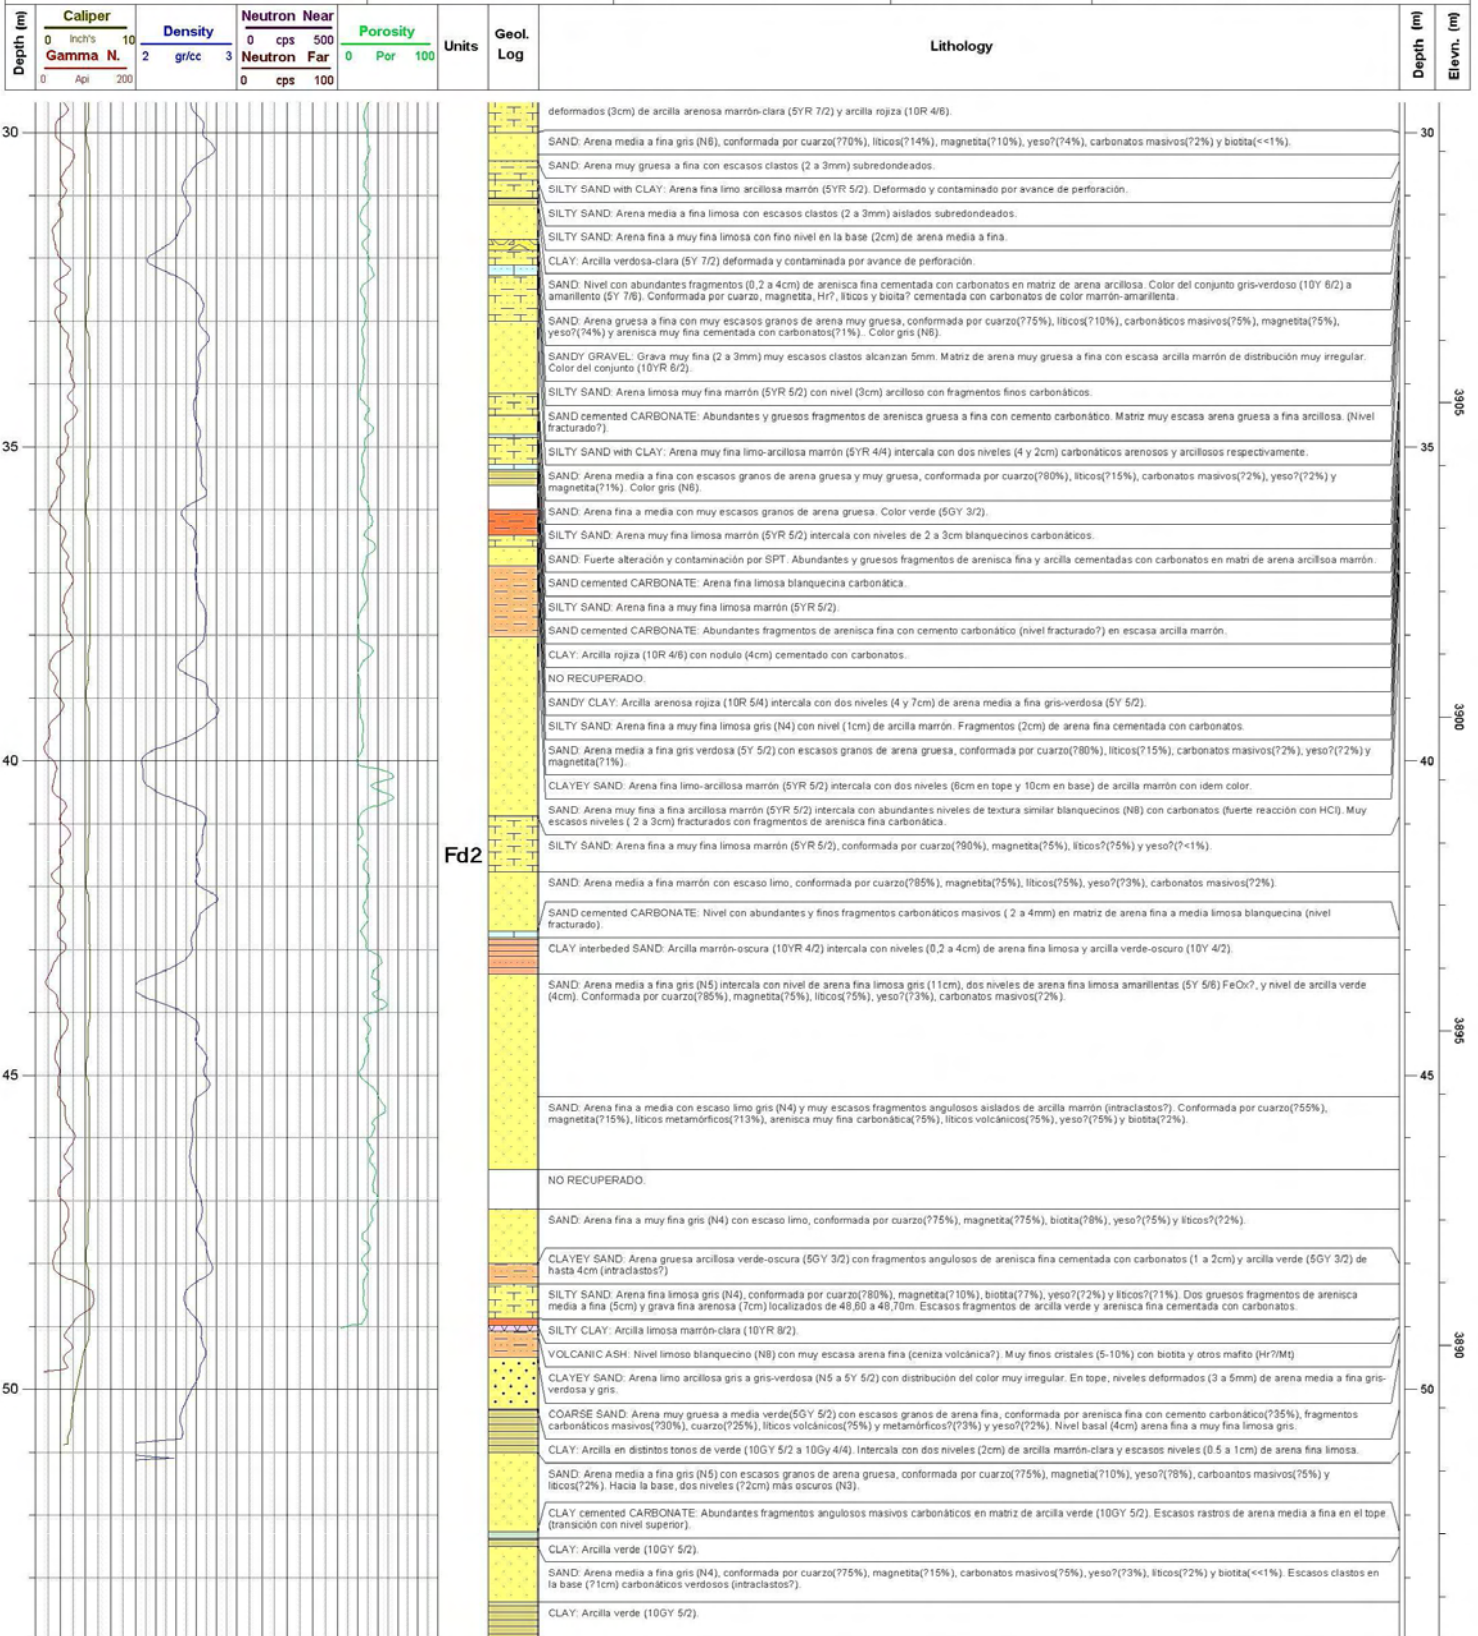 Depth (m)
Caliper
0 Inch's 10
Gamma N.
0 Api 200
Density
2 gr/cc 3
Neutron Near
0 cps 500
Neutron Far
0 cps 100
Porosity
0 Por 100
Units
Geol.
Log
Lithology
Depth (m)
Elevn. (m)
30
35
40
45
50
Fd2
deformados (3cm) de arcilla arenosa marrón-clara (5YR 7/2) y arcilla rojiza (10R 4/6).
SAND: Arena media a fina gris (N6), conformada por cuarzo(?70%), líticos(?14%), magnetita(?10%), yeso?(?4%), carbonatos masivos(?2%) y biotita(<<1%).
SAND: Arena muy gruesa a fina con escasos clastos (2 a 3mm) subredondeados.
SILTY SAND with CLAY: Arena fina limo arcillosa marrón (5YR 5/2). Deformado y contaminado por avance de perforación.
SILTY SAND: Arena media a fina limosa con escasos clastos (2 a 3mm) aislados subredondeados.
SILTY SAND: Arena fina a muy fina limosa con fino nivel en la base (2cm) de arena media a fina.
CLAY: Arcilla verdosa-clara (5Y 7/2) deformada y contaminada por avance de perforación.
SAND: Nivel con abundantes fragmentos (0,2 a 4cm) de arenisca fina cementada con carbonatos en matriz de arena arcillosa. Color del conjunto gris-verdoso (10Y 6/2) a
amarillento (5Y 7/6). Conformada por cuarzo, magnetita, Hr?, líticos y bioita? cementada con carbonatos de color marrón-amarillenta.
SAND: Arena gruesa a fina con muy escasos granos de arena muy gruesa, conformada por cuarzo(?75%), líticos(?10%), carbonáticos masivos(?5%), magnetita(?5%),
yeso?(?4%) y arenisca muy fina cementada con carbonatos(?1%).. Color gris (N6).
SANDY GRAVEL: Grava muy fina (2 a 3mm) muy escasos clastos alcanzan 5mm. Matriz de arena muy gruesa a fina con escasa arcilla marrón de distribución muy irregular.
Color del conjunto (10YR 6/2).
SILTY SAND: Arena limosa muy fina marrón (5YR 5/2) con nivel (3cm) arcilloso con fragmentos finos carbonáticos.
SAND cemented CARBONATE: Abundantes y gruesos fragmentos de arenisca gruesa a fina con cemento carbonático. Matriz muy escasa arena gruesa a fina arcillosa. (Nivel
fracturado?).
SILTY SAND with CLAY: Arena muy fina limo-arcillosa marrón (5YR 4/4) intercala con dos niveles (4 y 2cm) carbonáticos arenosos y arcillosos respectivamente.
SAND: Arena media a fina con escasos granos de arena gruesa y muy gruesa, conformada por cuarzo(?80%), líticos(?15%), carbonatos masivos(?2%), yeso?(?2%) y
magnetita(?1%). Color gris (N6).
SAND: Arena fina a media con muy escasos granos de arena gruesa. Color verde (5GY 3/2).
SILTY SAND: Arena muy fina limosa marrón (5YR 5/2) intercala con niveles de 2 a 3cm blanquecinos carbonáticos.
SAND: Fuerte alteración y contaminación por SPT. Abundantes y gruesos fragmentos de arenisca fina y arcilla cementadas con carbonatos en matri de arena arcillsoa marrón.
SAND cemented CARBONATE: Arena fina limosa blanquecina carbonática.
SILTY SAND: Arena fina a muy fina limosa marrón (5YR 5/2).
SAND cemented CARBONATE: Abundantes fragmentos de arenisca fina con cemento carbonático (nivel fracturado?) en escasa arcilla marrón.
CLAY: Arcilla rojiza (10R 4/6) con nodulo (4cm) cementado con carbonatos.
NO RECUPERADO.
SANDY CLAY: Arcilla arenosa rojiza (10R 5/4) intercala con dos niveles (4 y 7cm) de arena media a fina gris-verdosa (5Y 5/2).
SILTY SAND: Arena fina a muy fina limosa gris (N4) con nivel (1cm) de arcilla marrón. Fragmentos (2cm) de arena fina cementada con carbonatos.
SAND: Arena media a fina gris verdosa (5Y 5/2) con escasos granos de arena gruesa, conformada por cuarzo(?80%), líticos(?15%), carbonatos masivos(?2%), yeso?(?2%) y
magnetita(?1%).
CLAYEY SAND: Arena fina limo-arcillosa marrón (5YR 5/2) intercala con dos niveles (6cm en tope y 10cm en base) de arcilla marrón con idem color.
SAND: Arena muy fina a fina arcillosa marrón (5YR 5/2) intercala con abundantes niveles de textura similar blanquecinos (N8) con carbonatos (fuerte reacción con HCl). Muy
escasos niveles ( 2 a 3cm) fracturados con fragmentos de arenisca fina carbonática.
SILTY SAND: Arena fina a muy fina limosa marrón (5YR 5/2), conformada por cuarzo(?90%), magnetita(?5%), líticos?(?5%) y yeso?(?<1%).
SAND: Arena media a fina marrón con escaso limo, conformada por cuarzo(?85%), magnetita(?5%), líticos(?5%), yeso?(?3%), carbonatos masivos(?2%).
SAND cemented CARBONATE: Nivel con abundantes y finos fragmentos carbonáticos masivos ( 2 a 4mm) en matriz de arena fina a media limosa blanquecina (nivel
fracturado).
CLAY interbeded SAND: Arcilla marrón-oscura (10YR 4/2) intercala con niveles (0,2 a 4cm) de arena fina limosa y arcilla verde-oscuro (10Y 4/2).
SAND: Arena media a fina gris (N5) intercala con nivel de arena fina limosa gris (11cm), dos niveles de arena fina limosa amarillentas (5Y 5/6) FeOx?, y nivel de arcilla verde
(4cm). Conformada por cuarzo(?85%), magnetita(?5%), líticos(?5%), yeso?(?3%), carbonatos masivos(?2%).
SAND: Arena fina a media con escaso limo gris (N4) y muy escasos fragmentos angulosos aislados de arcilla marrón (intraclastos?). Conformada por cuarzo(?55%),
magnetita(?15%), líticos metamórficos(?13%), arenisca muy fina carbonática(?5%), líticos volcánicos(?5%), yeso?(?5%) y biotita(?2%).
NO RECUPERADO.
SAND: Arena fina a muy fina gris (N4) con escaso limo, conformada por cuarzo(?75%), magnetita(?75%), biotita(?8%), yeso?(?5%) y líticos?(?2%).
CLAYEY SAND: Arena gruesa arcillosa verde-oscura (5GY 3/2) con fragmentos angulosos de arenisca fina cementada con carbonatos (1 a 2cm) y arcilla verde (5GY 3/2) de
hasta 4cm (intraclastos?)
SILTY SAND: Arena fina limosa gris (N4), conformada por cuarzo(?80%), magnetita(?10%), biotita(?7%), yeso?(?2%) y líticos?(?1%). Dos gruesos fragmentos de arenisca
media a fina (5cm) y grava fina arenosa (7cm) localizados de 48,60 a 48,70m. Escasos fragmentos de arcilla verde y arenisca fina cementada con carbonatos.
SILTY CLAY: Arcilla limosa marrón-clara (10YR 8/2).
VOLCANIC ASH: Nivel limoso blanquecino (N8) con muy escasa arena fina (ceniza volcánica?). Muy finos cristales (5-10%) con biotita y otros mafito (Hr?/Mt)
CLAYEY SAND: Arena limo arcillosa gris a gris-verdosa (N5 a 5Y 5/2) con distribución del color muy irregular. En tope, niveles deformados (3 a 5mm) de arena media a fina gris-
verdosa y gris.
COARSE SAND: Arena muy gruesa a media verde(5GY 5/2) con escasos granos de arena fina, conformada por arenisca fina con cemento carbonático(?35%), fragmentos
carbonáticos masivos(?30%), cuarzo(?25%), líticos volcánicos(?5%) y metamórficos?(?3%) y yeso?(?2%). Nivel basal (4cm) arena fina a muy fina limosa gris.
CLAY: Arcilla en distintos tonos de verde (10GY 5/2 a 10Gy 4/4). Intercala con dos niveles (2cm) de arcilla marrón-clara y escasos niveles (0.5 a 1cm) de arena fina limosa.
SAND: Arena media a fina gris (N5) con escasos granos de arena gruesa, conformada por cuarzo(?75%), magnetia(?10%), yeso?(?8%), carboantos masivos(?5%) y
líticos(?2%). Hacia la base, dos niveles (?2cm) más oscuros (N3).
CLAY cemented CARBONATE: Abundantes fragmentos angulosos masivos carbonáticos en matriz de arcilla verde (10GY 5/2). Escasos rastros de arena media a fina en el tope
(transición con nivel superior).
CLAY: Arcilla verde (10GY 5/2).
SAND: Arena media a fina gris (N4), conformada por cuarzo(?75%), magnetita(?15%), carbonatos masivos(?5%), yeso?(?3%), líticos(?2%) y biotita(<<1%). Escasos clastos en
la base (?1cm) carbonáticos verdosos (intraclastos?).
CLAY: Arcilla verde (10GY 5/2).
30
35
40
45
50
3905
3900
3895
3890